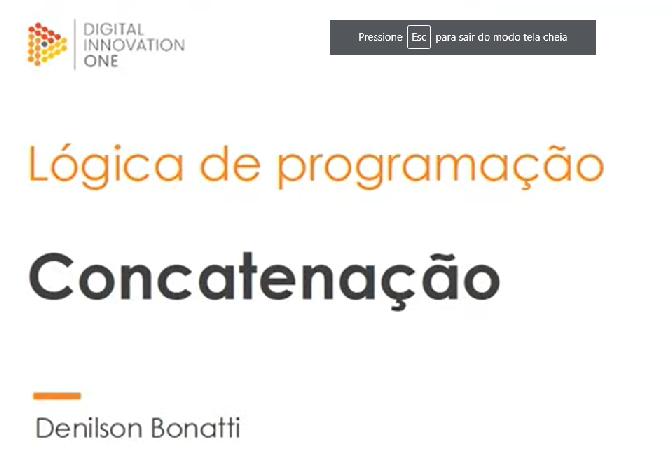 DIGITAL
INNOVATION
ONE
Pressione Esc para sair do modo tela cheia
Lógica de programação
Concatenação
Denilson Bonatti